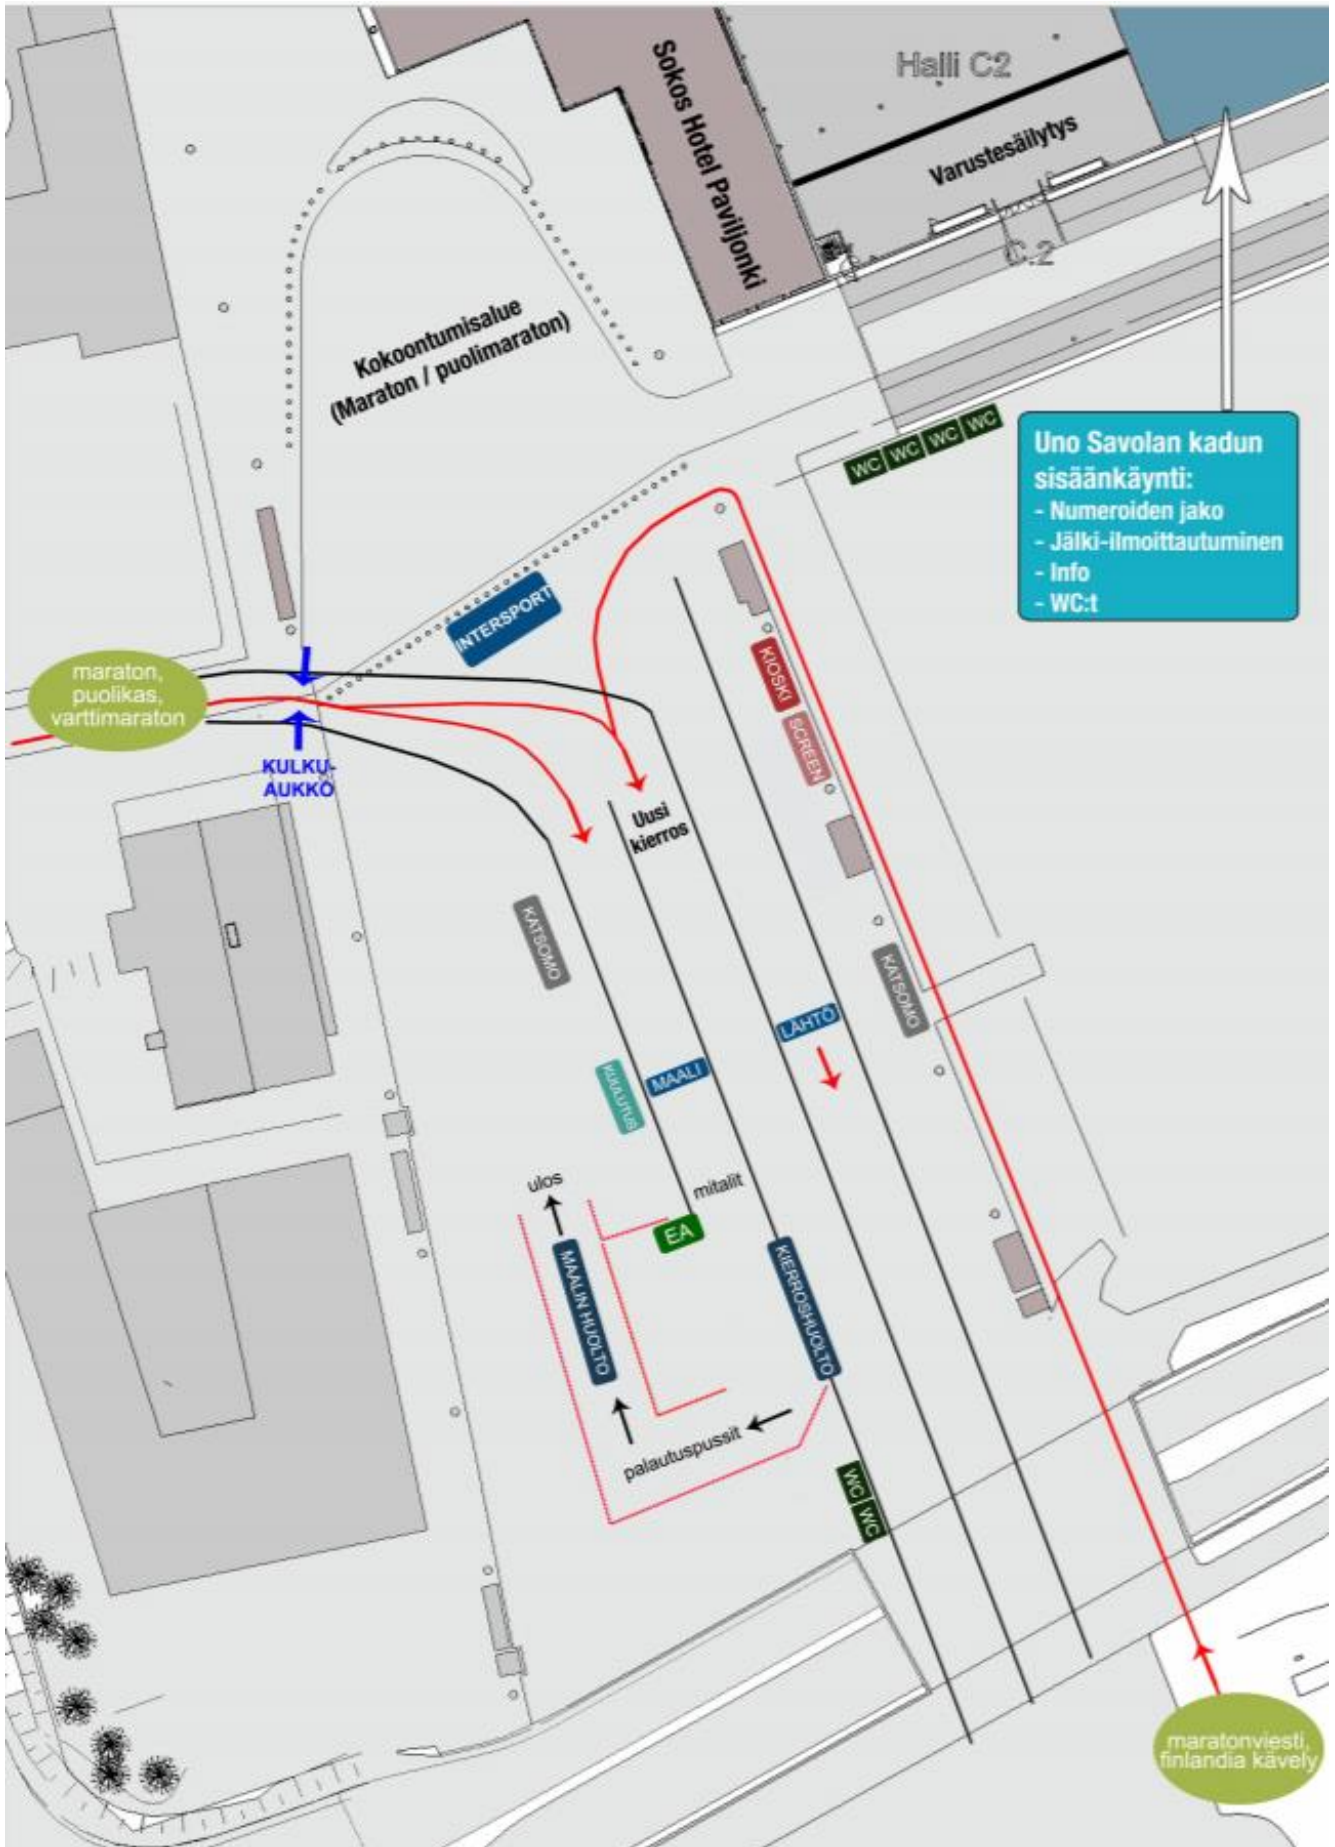 Halli C2
Sokos Hotel Paviljonki
Varustesäilytys
C.2
Kokoontumisalue
(Maraton / puolimaraton)
WC WC WC WC
Uno Savolan kadun
sisäänkäynti:
- Numeroiden jako
- Jälki-ilmoittautuminen
- Info
- WC:t
INTERSPORT
maraton,
puolikas,
varttimaraton
KIOSKI
SCREEN
KULKU-
AUKKO
Uusi
kierros
KATSOMO
KATSOMO
LÄHTÖ
KUULUTUS
MAALI
ulos
mitalit
EA
MAALIN HUOLTO
KIERROSHUOLTO
palautuspussit
WC WC
maratonviesti,
finlandia kävely